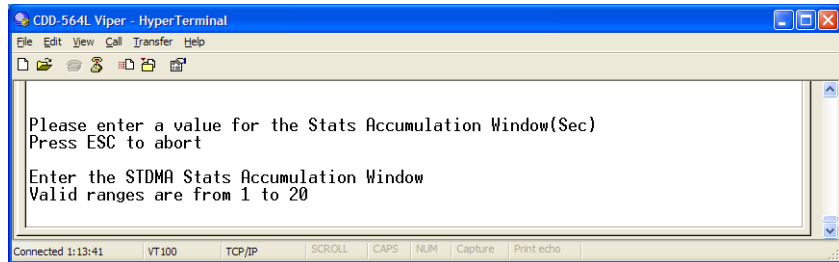 CDD-564L Viper - HyperTerminal
File Edit View Call Transfer Help
Please enter a value for the Stats Accumulation Window(Sec)
Press ESC to abort
Enter the STDMA Stats Accumulation Window
Valid ranges are from 1 to 20
Connected 1:13:41 VT100 TCP/IP SCROLL CAPS NUM Capture Print echo